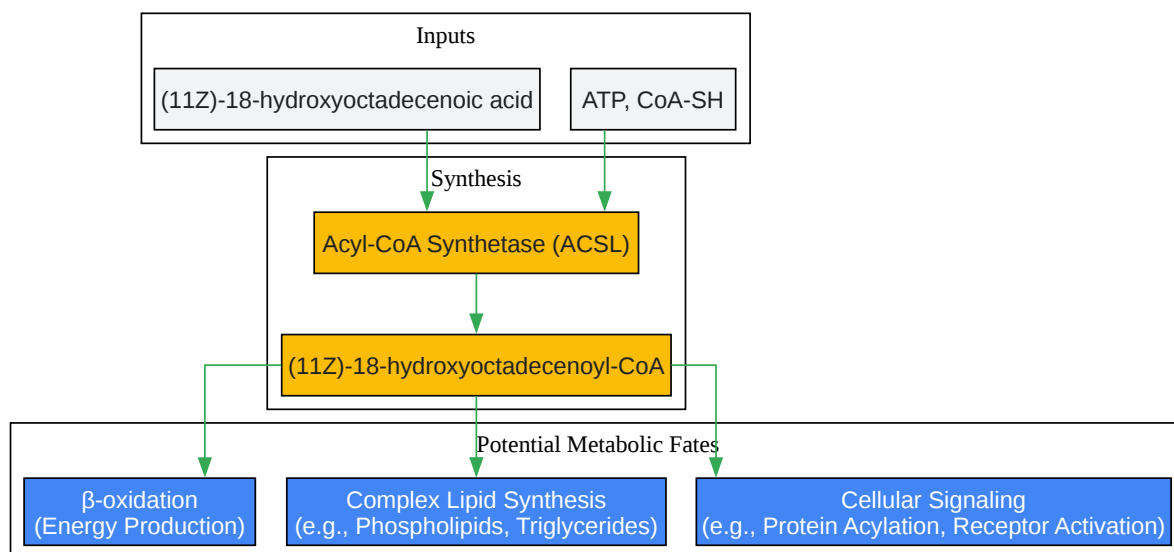 Inputs
(11Z)-18-hydroxyoctadecenoic acid
ATP, CoA-SH
Synthesis
Acyl-CoA Synthetase (ACSL)
(11Z)-18-hydroxyoctadecenoyl-CoA
Potential Metabolic Fates
β-oxidation
(Energy Production)
Complex Lipid Synthesis
(e.g., Phospholipids, Triglycerides)
Cellular Signaling
(e.g., Protein Acylation, Receptor Activation)